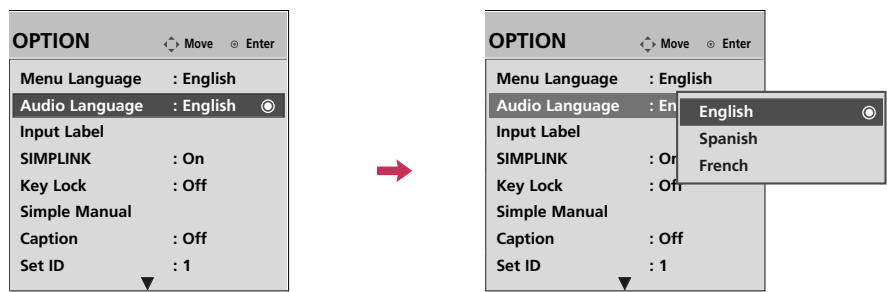 OPTION Move Enter
Menu Language : English
Audio Language : English
Input Label
SIMPLINK : On
Key Lock : Off
Simple Manual
Caption : Off
Set ID : 1
OPTION Move Enter
Menu Language : English
Audio Language : En
Input Label
SIMPLINK : On
Key Lock : Off
Simple Manual
Caption : Off
Set ID : 1
English
Spanish
French